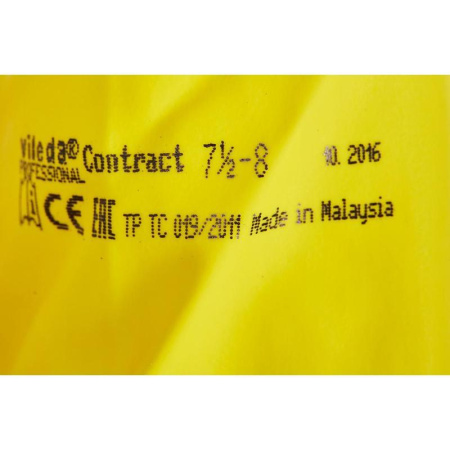 vileda® Contract 7½-8 10. 2016
PROFESSIONAL
CE EAC TP TC 019/2011 Made in Malaysia